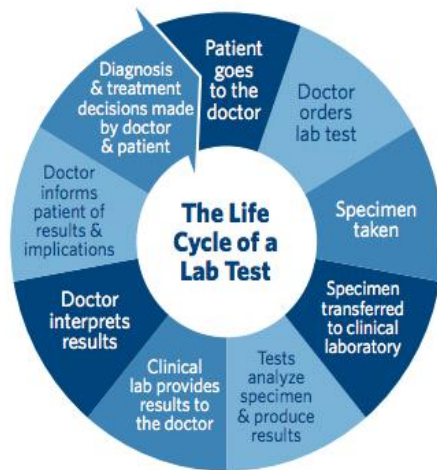 The Life
Cycle of a
Lab Test
Patient
goes
to the
doctor
Doctor
orders
lab test
Specimen
taken
Specimen
transferred
to clinical
laboratory
Tests
analyze
specimen
& produce
results
Clinical
lab provides
results to
the doctor
Doctor
interprets
results
Doctor
informs
patient of
results &
implications
Diagnosis
& treatment
decisions made
by doctor
& patient